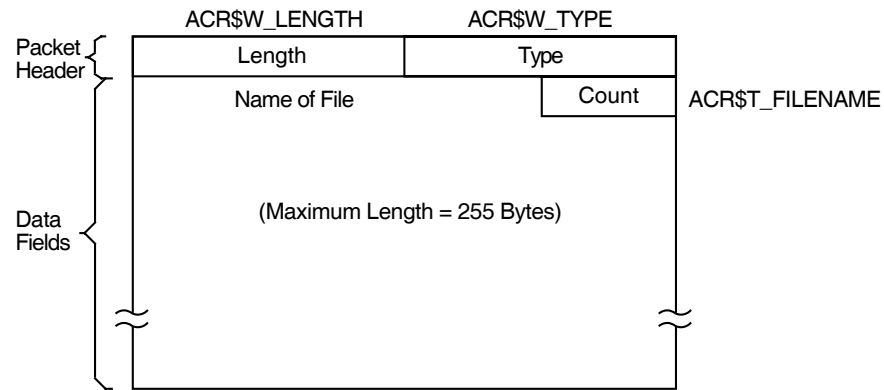 ACR$W_LENGTH ACR$W_TYPE
Packet
Header
Length Type
Name of File Count ACR$T_FILENAME
Data
Fields
(Maximum Length = 255 Bytes)